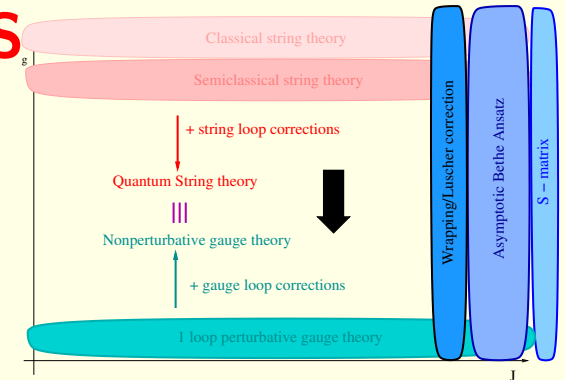 S
g
Classical string theory
Semiclassical string theory
+ string loop corrections
Quantum String theory
Nonperturbative gauge theory
+ gauge loop corrections
1 loop perturbative gauge theory
Wrapping/Luscher correction
Asymptotic Bethe Ansatz
S − matrix
J